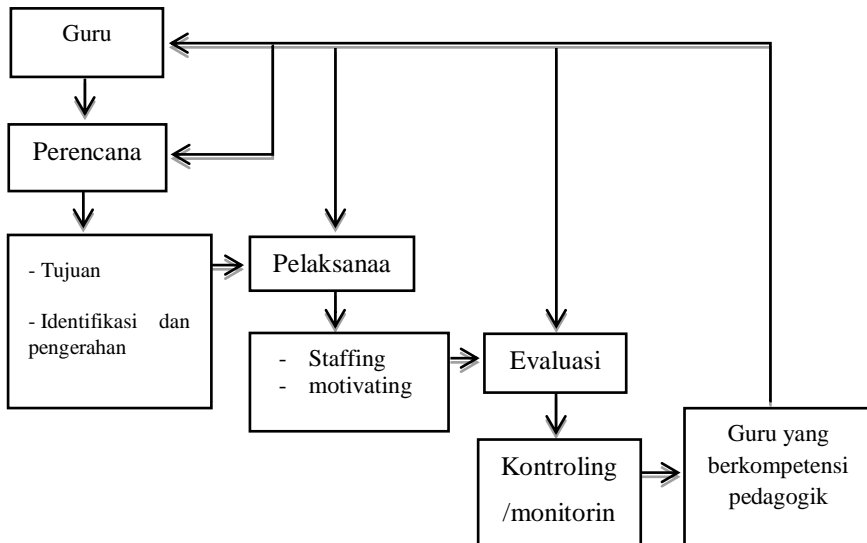 Guru
Perencana
- Tujuan
- Identifikasi dan
pengerahan
Pelaksanaa
- Staffing
- motivating
Evaluasi
Kontroling
/monitorin
Guru yang
berkompetensi
pedagogik